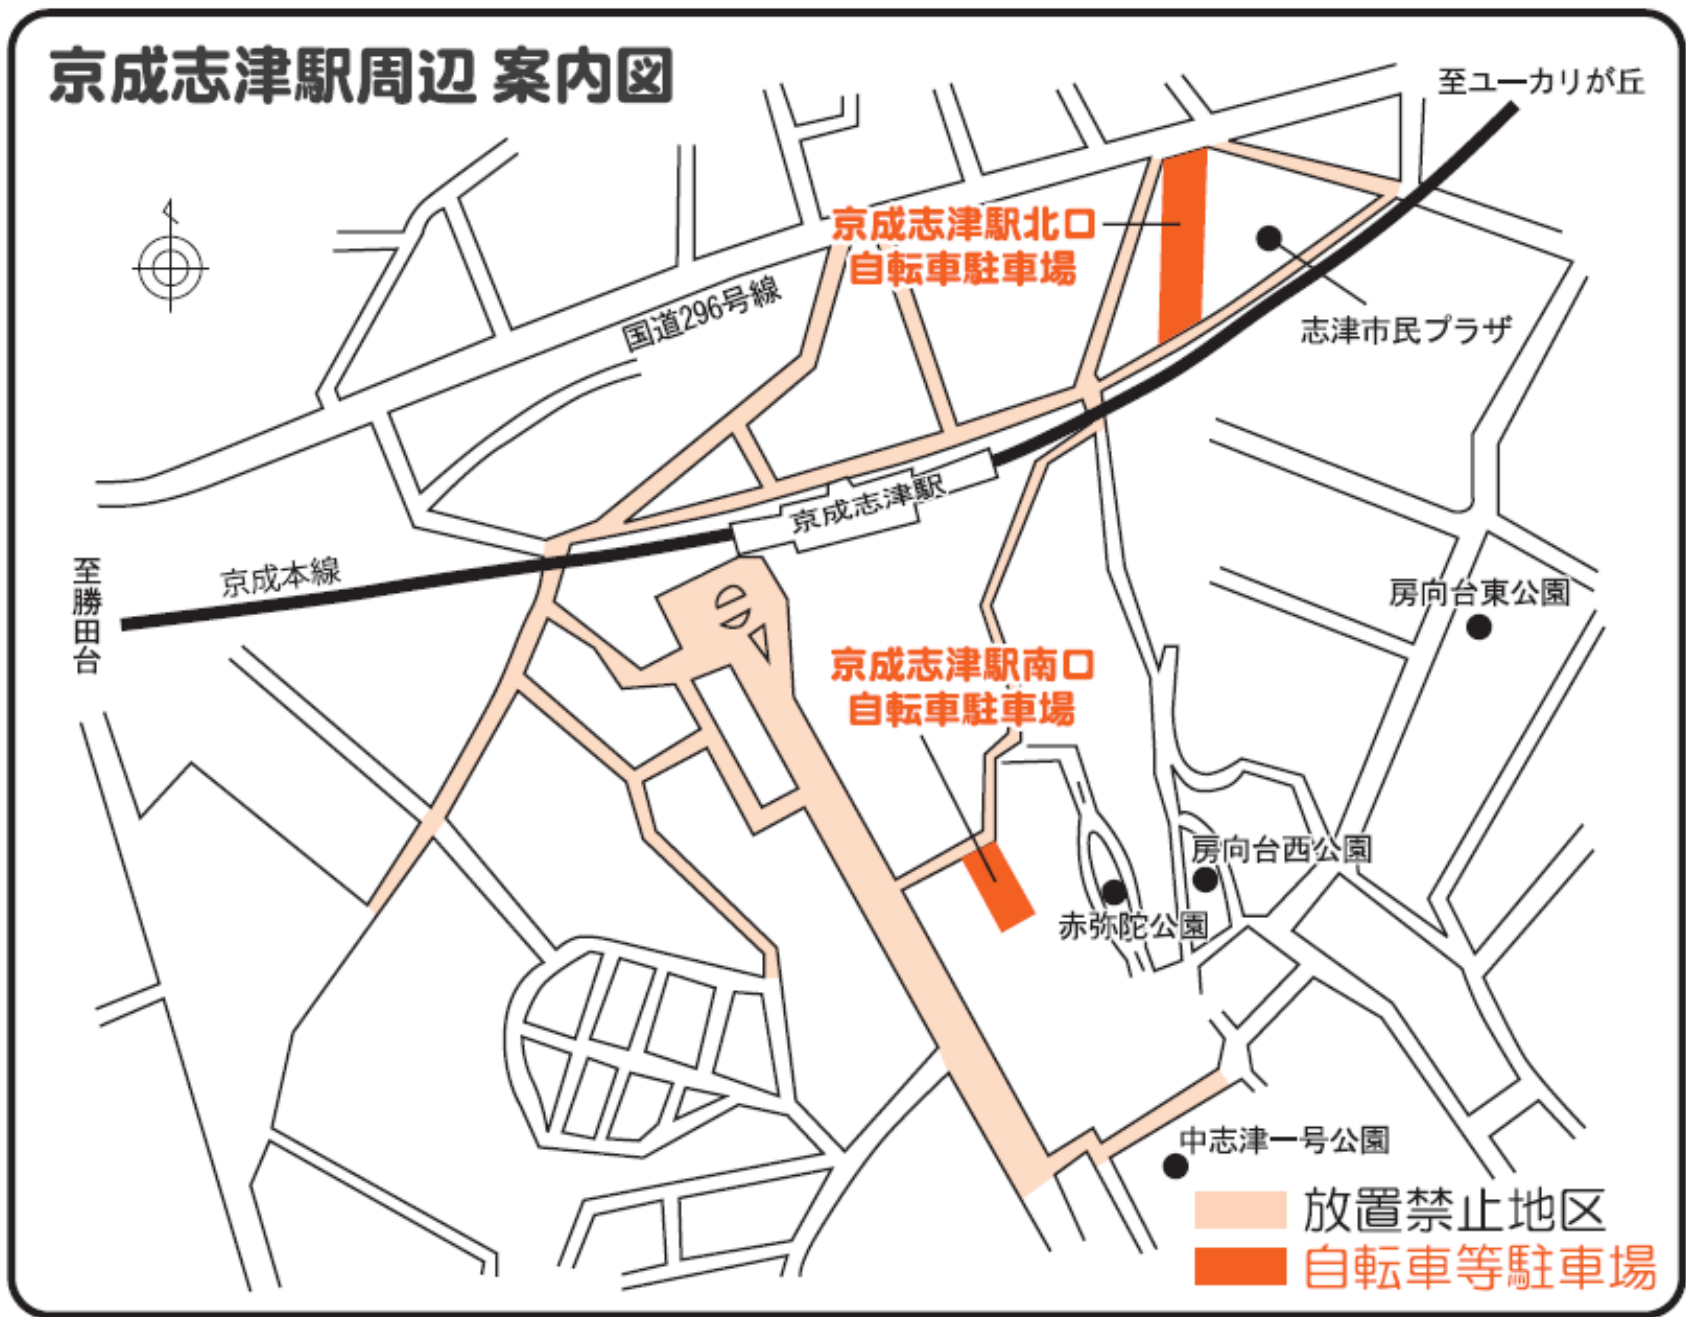 京成志津駅周辺 案内図
至ユーカリが丘
京成志津駅北口
自転車駐車場
国道296号線
志津市民プラザ
京成志津駅
京成本線
至勝田台
房向台東公園
京成志津駅南口
自転車駐車場
房向台西公園
赤弥陀公園
中志津一号公園
放置禁止地区
自転車等駐車場